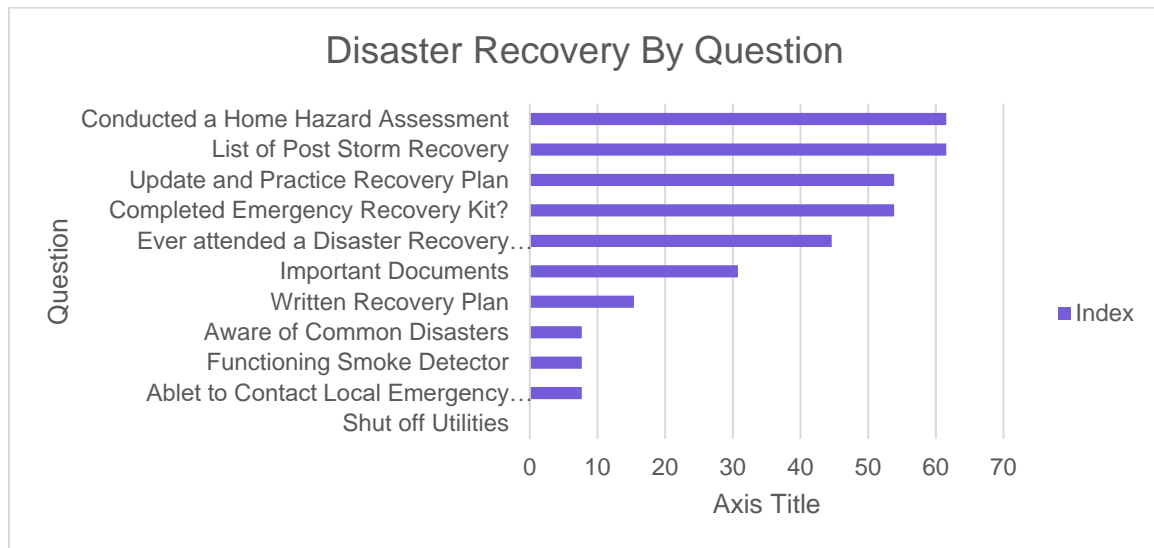 Disaster Recovery By Question
Conducted a Home Hazard Assessment
List of Post Storm Recovery
Update and Practice Recovery Plan
Completed Emergency Recovery Kit?
Ever attended a Disaster Recovery…
Important Documents
Written Recovery Plan
Aware of Common Disasters
Functioning Smoke Detector
Ablet to Contact Local Emergency…
Shut off Utilities
Question
0 10 20 30 40 50 60 70
Axis Title
Index